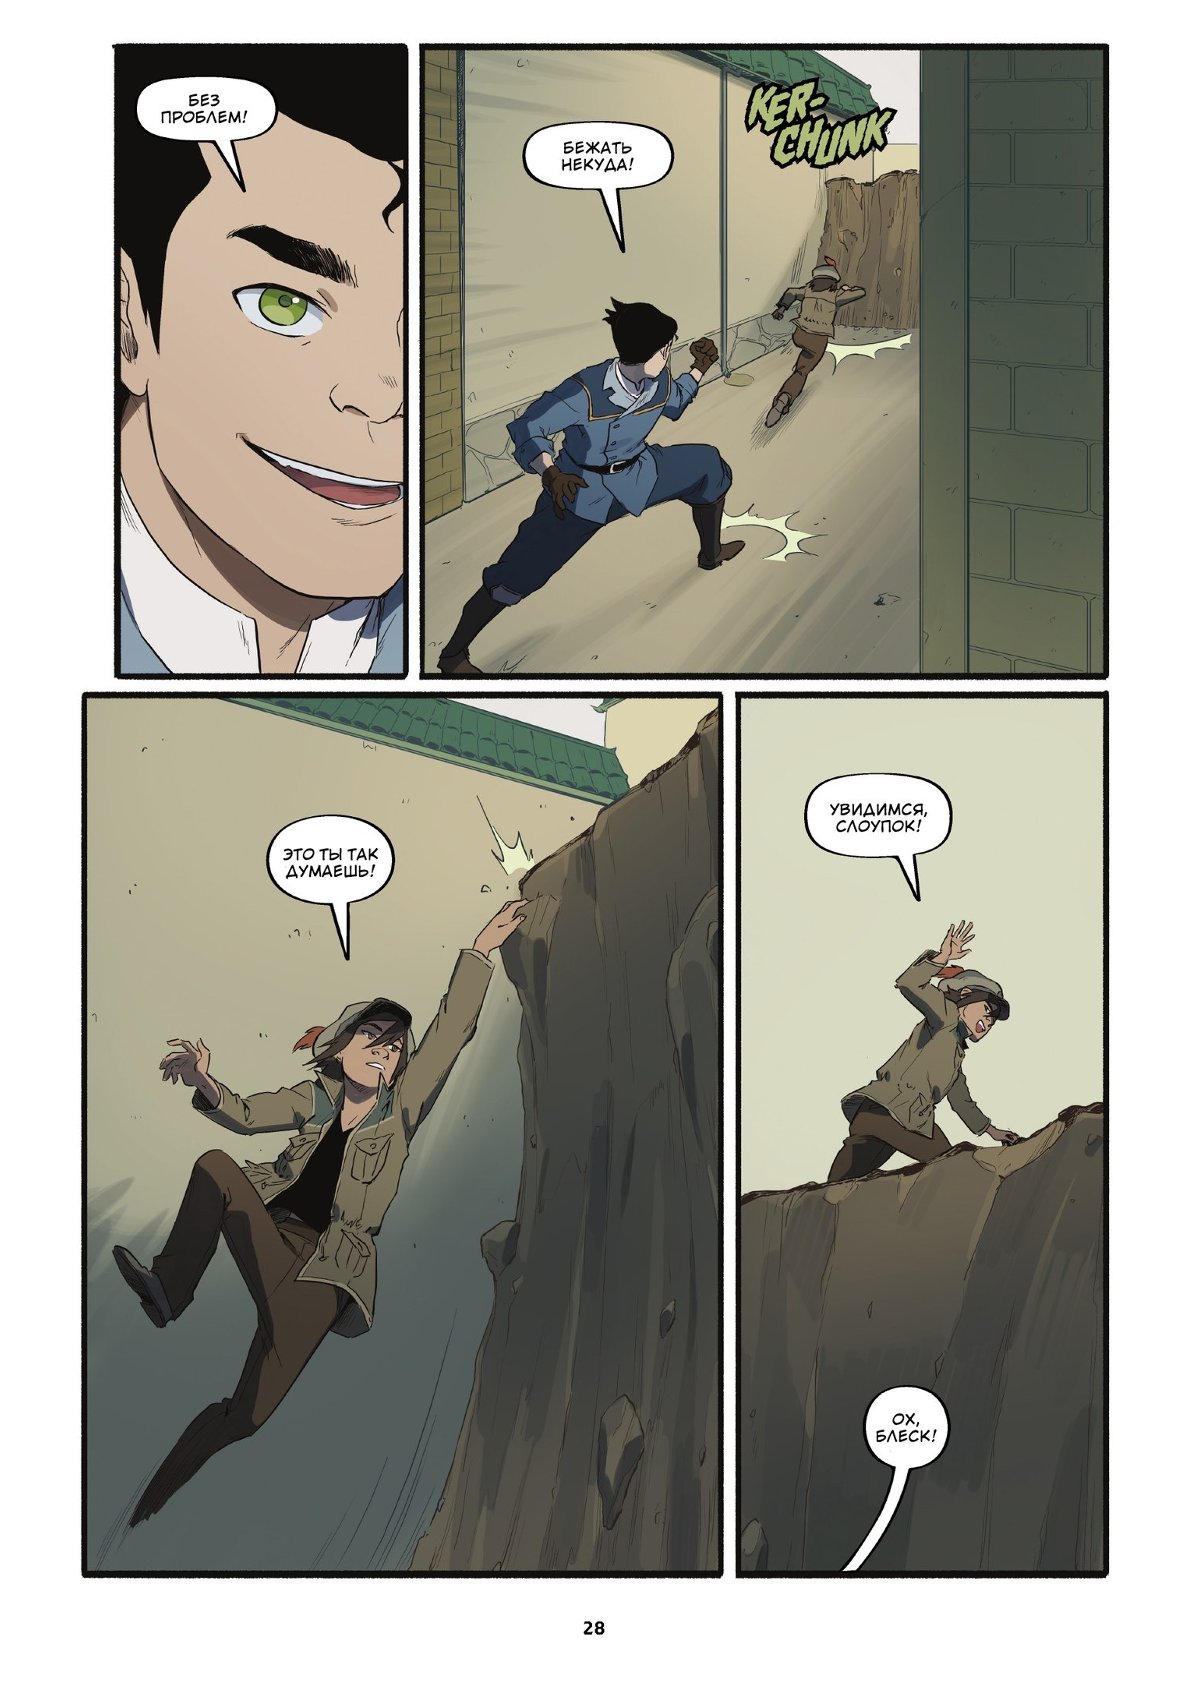 БЕЗ
ПРОБЛЕМ!
БЕЖАТЬ
НЕКУДА!
KER-
CHUNK
ЭТО ТЫ ТАК
ДУМАЕШЬ!
УВИДИМСЯ,
СЛОУПОК!
ОХ,
БЛЕСК!
28